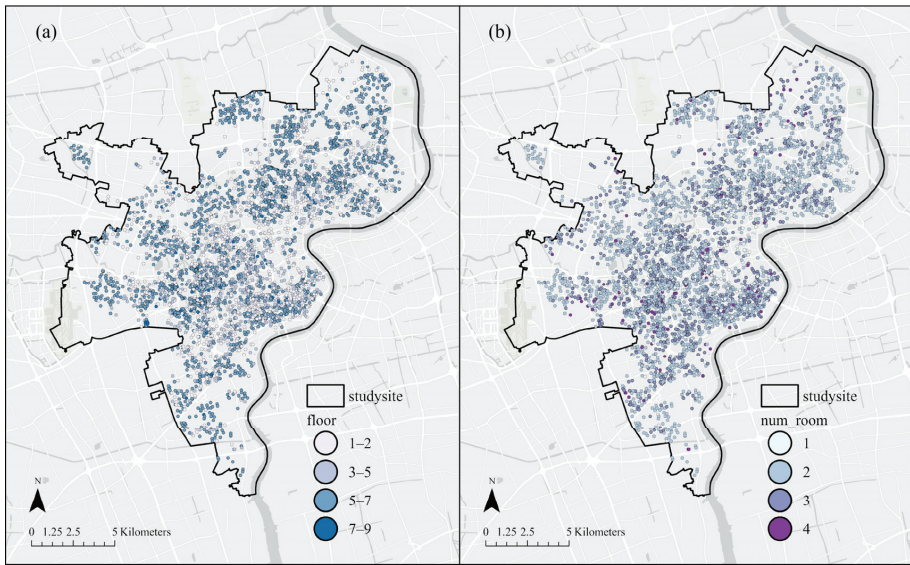 (a)
studysite
floor
1–2
3–5
5–7
7–9
N
0 1.25 2.5 5 Kilometers
(b)
studysite
num_room
1
2
3
4
N
0 1.25 2.5 5 Kilometers